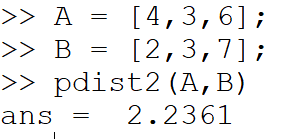 >> A = [4,3,6];
>> B = [2,3,7];
>> pdist2(A,B)
ans =  2.2361